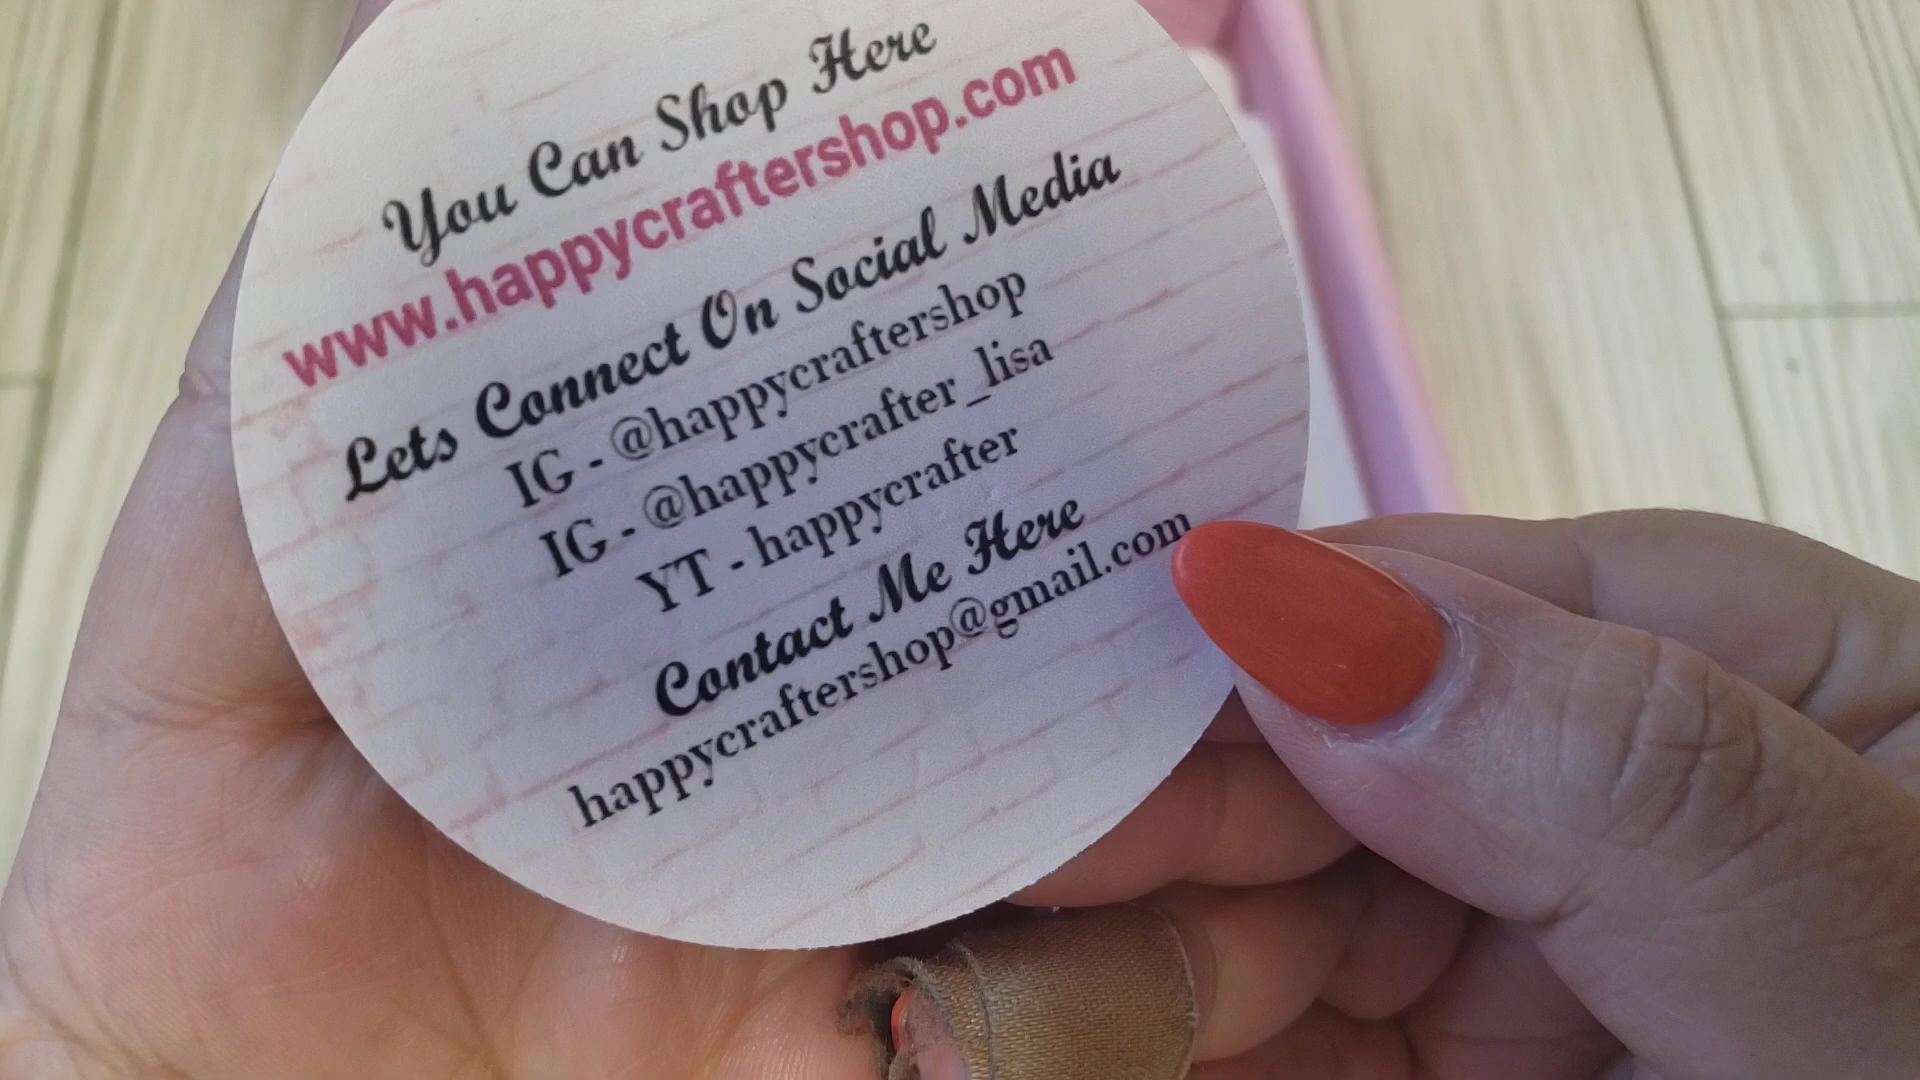 You Can Shop Here
www.happycraftershop.com
Lets Connect On Social Media
IG - @happycraftershop
IG - @happycrafter_lisa
YT - happycrafter
Contact Me Here
happycraftershop@gmail.com